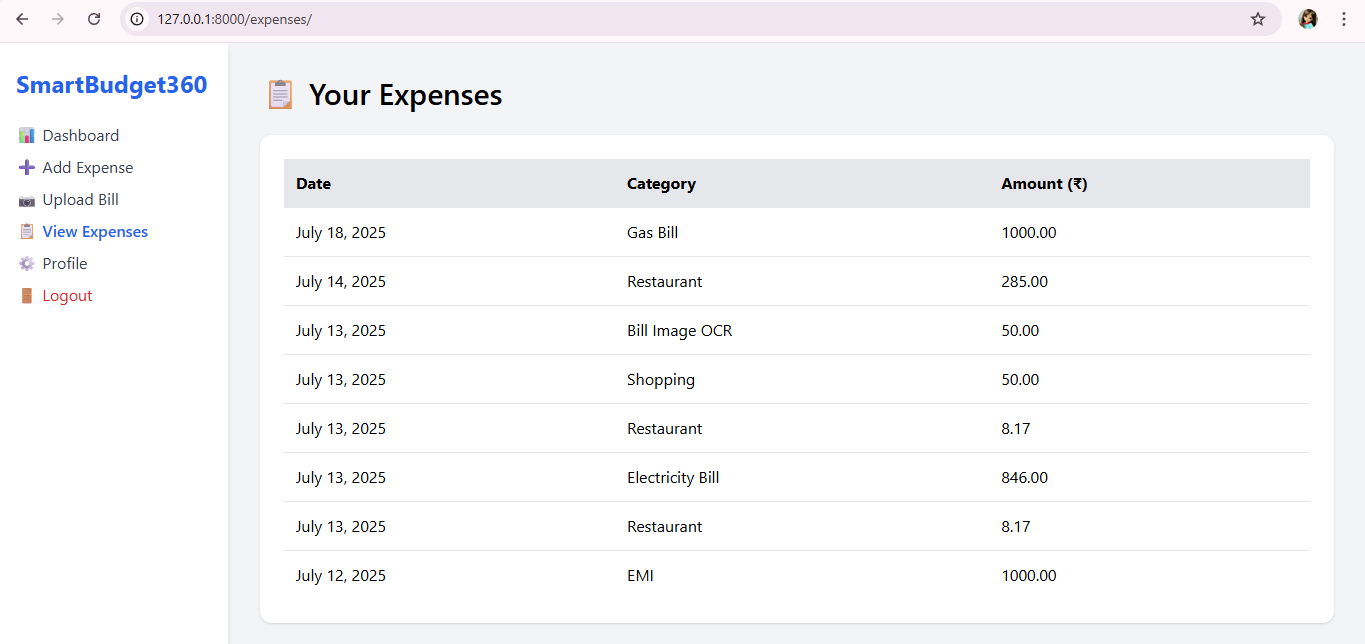 127.0.0.1:8000/expenses/
SmartBudget360
Dashboard
Add Expense
Upload Bill
View Expenses
Profile
Logout
Your Expenses
Date Category Amount (₹)
July 18, 2025 Gas Bill 1000.00
July 14, 2025 Restaurant 285.00
July 13, 2025 Bill Image OCR 50.00
July 13, 2025 Shopping 50.00
July 13, 2025 Restaurant 8.17
July 13, 2025 Electricity Bill 846.00
July 13, 2025 Restaurant 8.17
July 12, 2025 EMI 1000.00